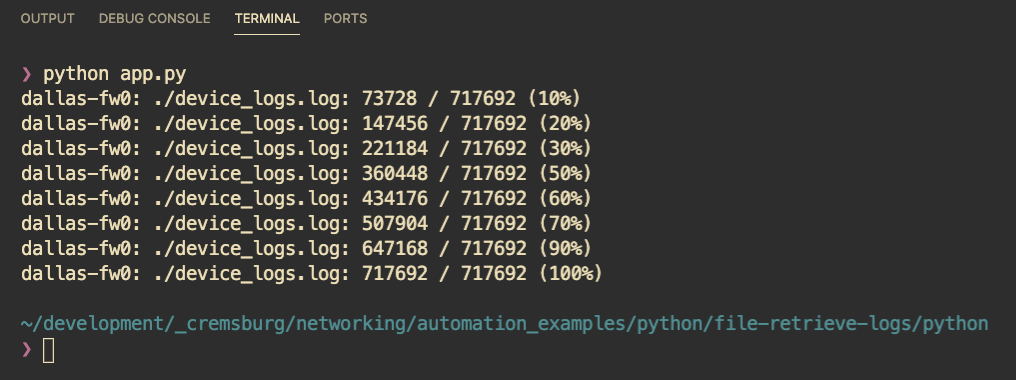 OUTPUT DEBUG CONSOLE TERMINAL PORTS
❯ python app.py
dallas-fw0: ./device_logs.log: 73728 / 717692 (10%)
dallas-fw0: ./device_logs.log: 147456 / 717692 (20%)
dallas-fw0: ./device_logs.log: 221184 / 717692 (30%)
dallas-fw0: ./device_logs.log: 360448 / 717692 (50%)
dallas-fw0: ./device_logs.log: 434176 / 717692 (60%)
dallas-fw0: ./device_logs.log: 507904 / 717692 (70%)
dallas-fw0: ./device_logs.log: 647168 / 717692 (90%)
dallas-fw0: ./device_logs.log: 717692 / 717692 (100%)
~/development/_cremsburg/networking/automation_examples/python/file-retrieve-logs/python
❯